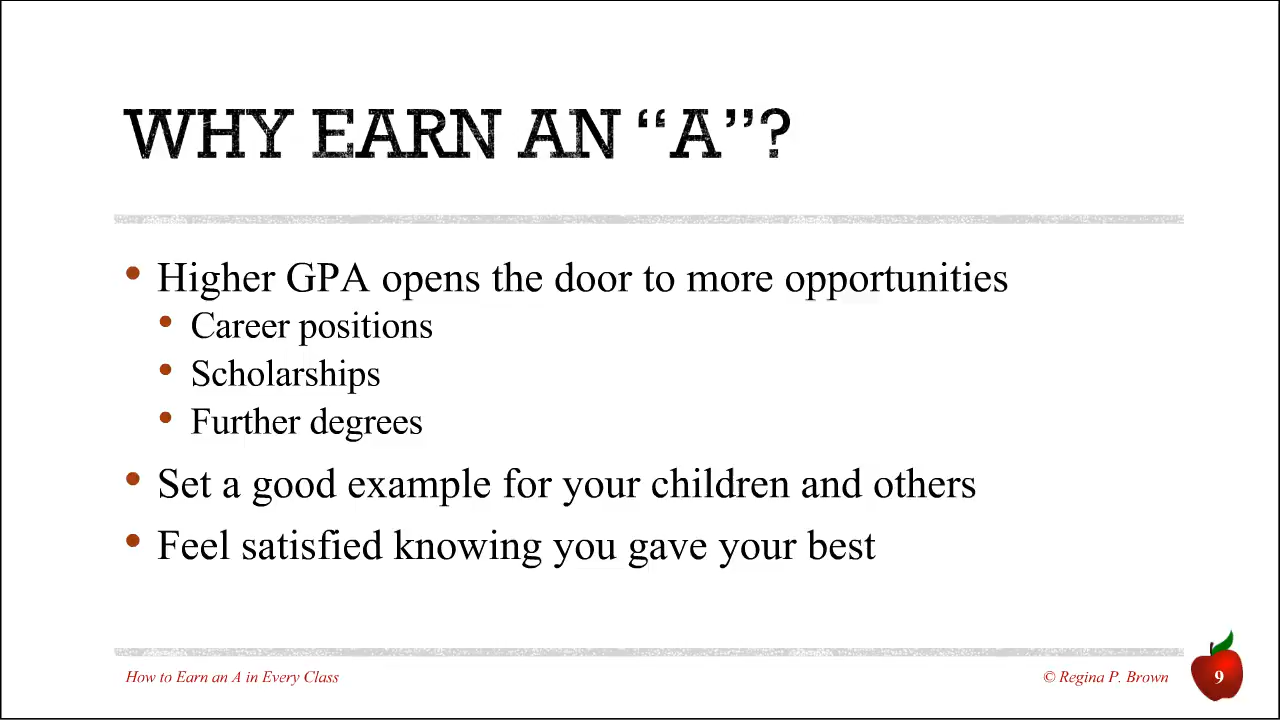 WHY EARN AN “A”?
• Higher GPA opens the door to more opportunities
• Career positions
• Scholarships
• Further degrees
• Set a good example for your children and others
• Feel satisfied knowing you gave your best
How to Earn an A in Every Class
© Regina P. Brown
9